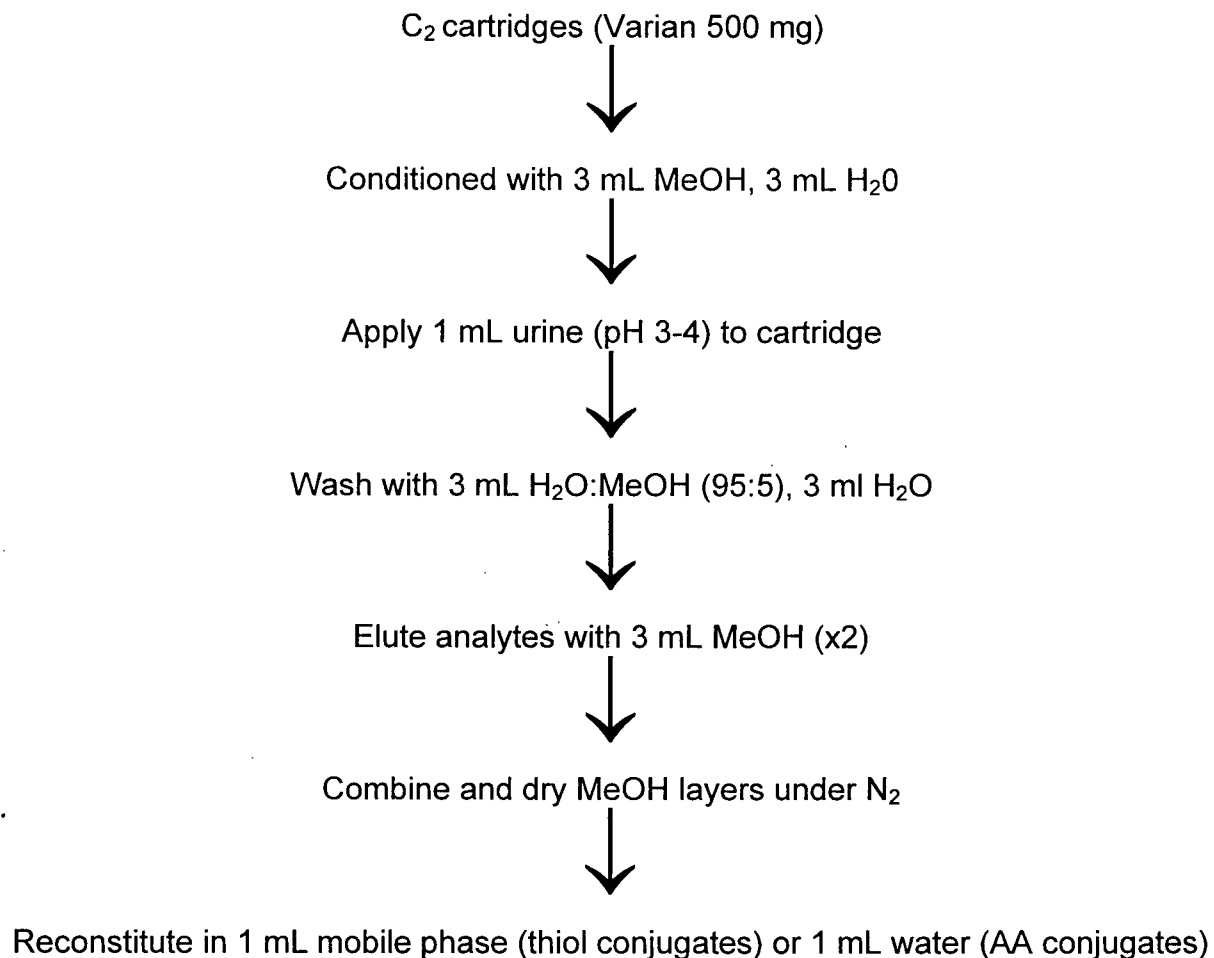 C₂ cartridges (Varian 500 mg)
Conditioned with 3 mL MeOH, 3 mL H₂0
Apply 1 mL urine (pH 3-4) to cartridge
Wash with 3 mL H₂O:MeOH (95:5), 3 ml H₂O
Elute analytes with 3 mL MeOH (x2)
Combine and dry MeOH layers under N₂
Reconstitute in 1 mL mobile phase (thiol conjugates) or 1 mL water (AA conjugates)